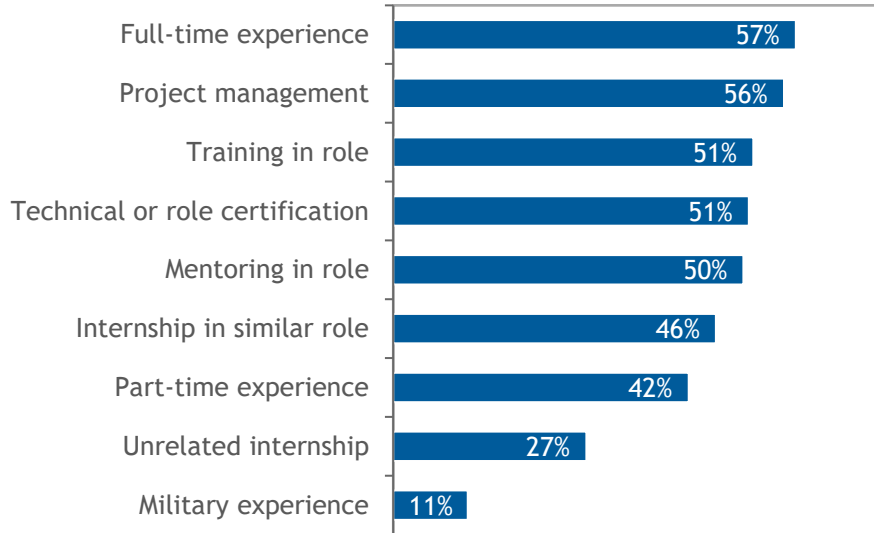 Full-time experience 57%
Project management 56%
Training in role 51%
Technical or role certification 51%
Mentoring in role 50%
Internship in similar role 46%
Part-time experience 42%
Unrelated internship 27%
Military experience 11%